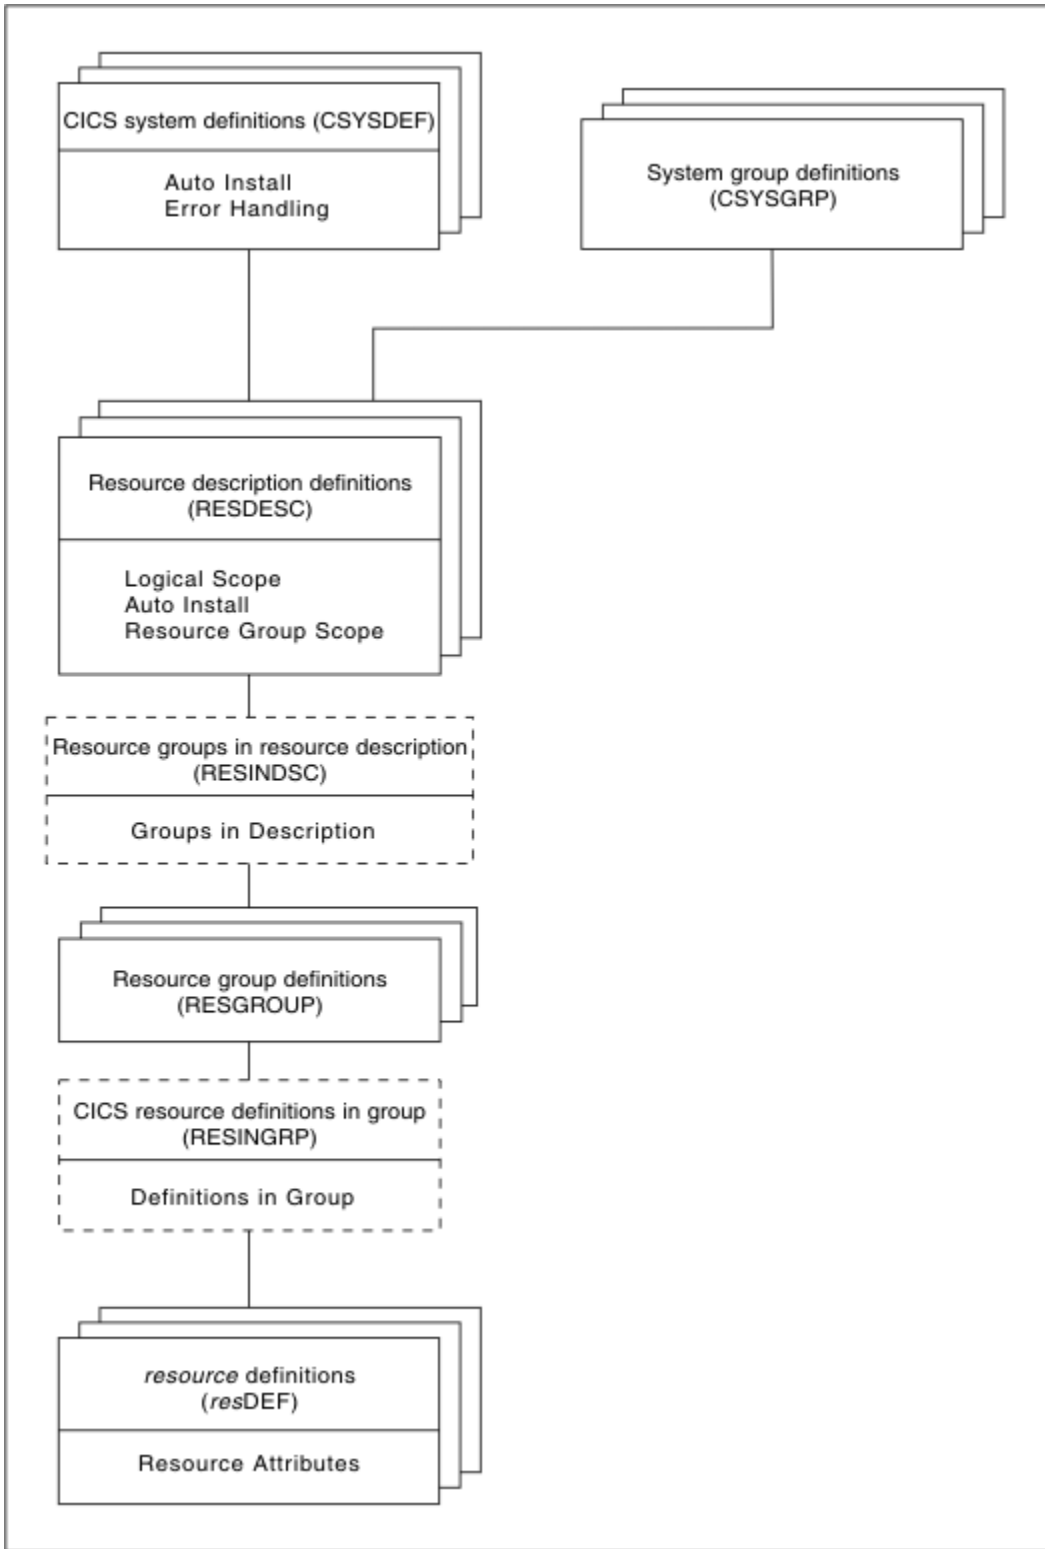 CICS system definitions (CSYSDEF)
Auto Install
Error Handling
System group definitions
(CSYSGRP)
Resource description definitions
(RESDESC)
Logical Scope
Auto Install
Resource Group Scope
Resource groups in resource description
(RESINDSC)
Groups in Description
Resource group definitions
(RESGROUP)
CICS resource definitions in group
(RESINGRP)
Definitions in Group
resource definitions
(resDEF)
Resource Attributes